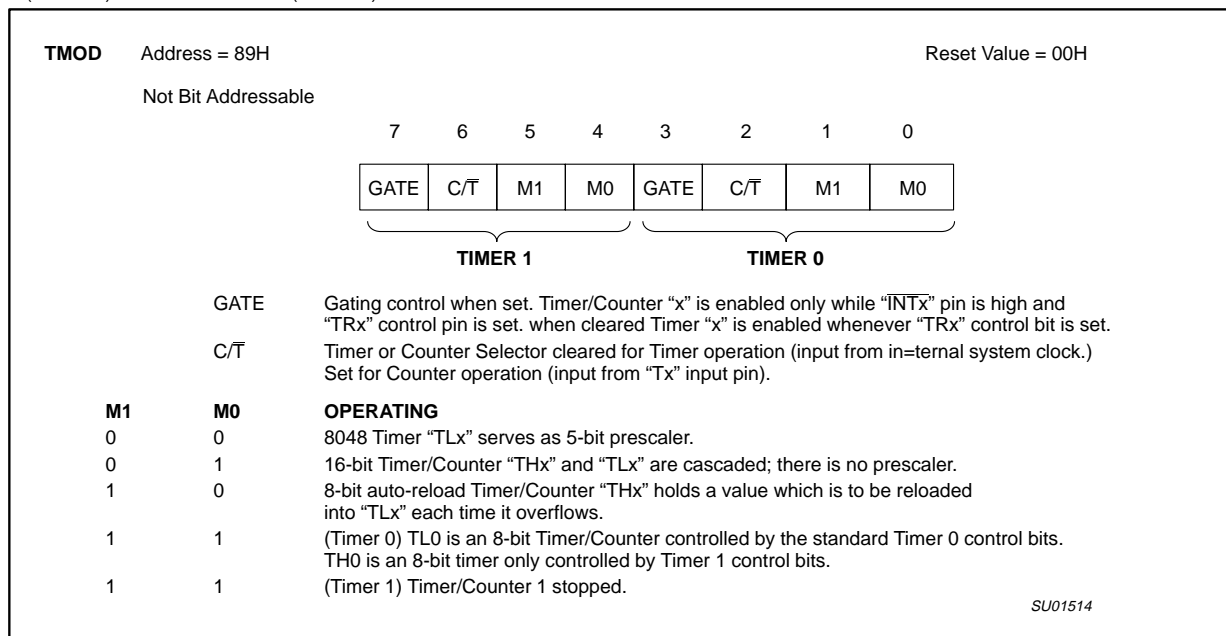 TMOD Address = 89H Reset Value = 00H
Not Bit Addressable
7 6 5 4 3 2 1 0
GATE C/T̅ M1 M0 GATE C/T̅ M1 M0
TIMER 1 TIMER 0
GATE Gating control when set. Timer/Counter “x” is enabled only while “I̅N̅T̅x̅” pin is high and
“TRx” control pin is set. when cleared Timer “x” is enabled whenever “TRx” control bit is set.
C/T̅ Timer or Counter Selector cleared for Timer operation (input from in=ternal system clock.)
Set for Counter operation (input from “Tx” input pin).
M1 M0 OPERATING
0 0 8048 Timer “TLx” serves as 5-bit prescaler.
0 1 16-bit Timer/Counter “THx” and “TLx” are cascaded; there is no prescaler.
1 0 8-bit auto-reload Timer/Counter “THx” holds a value which is to be reloaded
into “TLx” each time it overflows.
1 1 (Timer 0) TL0 is an 8-bit Timer/Counter controlled by the standard Timer 0 control bits.
TH0 is an 8-bit timer only controlled by Timer 1 control bits.
1 1 (Timer 1) Timer/Counter 1 stopped.
SU01514